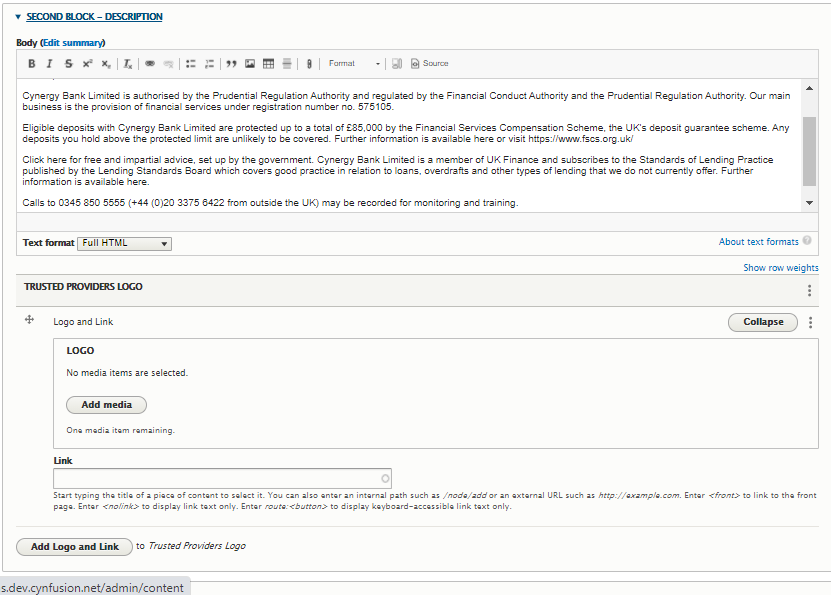 SECOND BLOCK – DESCRIPTION
Body (Edit summary)
Format
Source
Cynergy Bank Limited is authorised by the Prudential Regulation Authority and regulated by the Financial Conduct Authority and the Prudential Regulation Authority. Our main
business is the provision of financial services under registration number no. 575105.
Eligible deposits with Cynergy Bank Limited are protected up to a total of £85,000 by the Financial Services Compensation Scheme, the UK's deposit guarantee scheme. Any
deposits you hold above the protected limit are unlikely to be covered. Further information is available here or visit https://www.fscs.org.uk/
Click here for free and impartial advice, set up by the government. Cynergy Bank Limited is a member of UK Finance and subscribes to the Standards of Lending Practice
published by the Lending Standards Board which covers good practice in relation to loans, overdrafts and other types of lending that we do not currently offer. Further
information is available here.
Calls to 0345 850 5555 (+44 (0)20 3375 6422 from outside the UK) may be recorded for monitoring and training.
Text format Full HTML
About text formats
Show row weights
TRUSTED PROVIDERS LOGO
Logo and Link
Collapse
LOGO
No media items are selected.
Add media
One media item remaining.
Link
Start typing the title of a piece of content to select it. You can also enter an internal path such as /node/add or an external URL such as http://example.com. Enter <front> to link to the front
page. Enter <nolink> to display link text only. Enter route:<button> to display keyboard-accessible link text only.
Add Logo and Link to Trusted Providers Logo
s.dev.cynfusion.net/admin/content